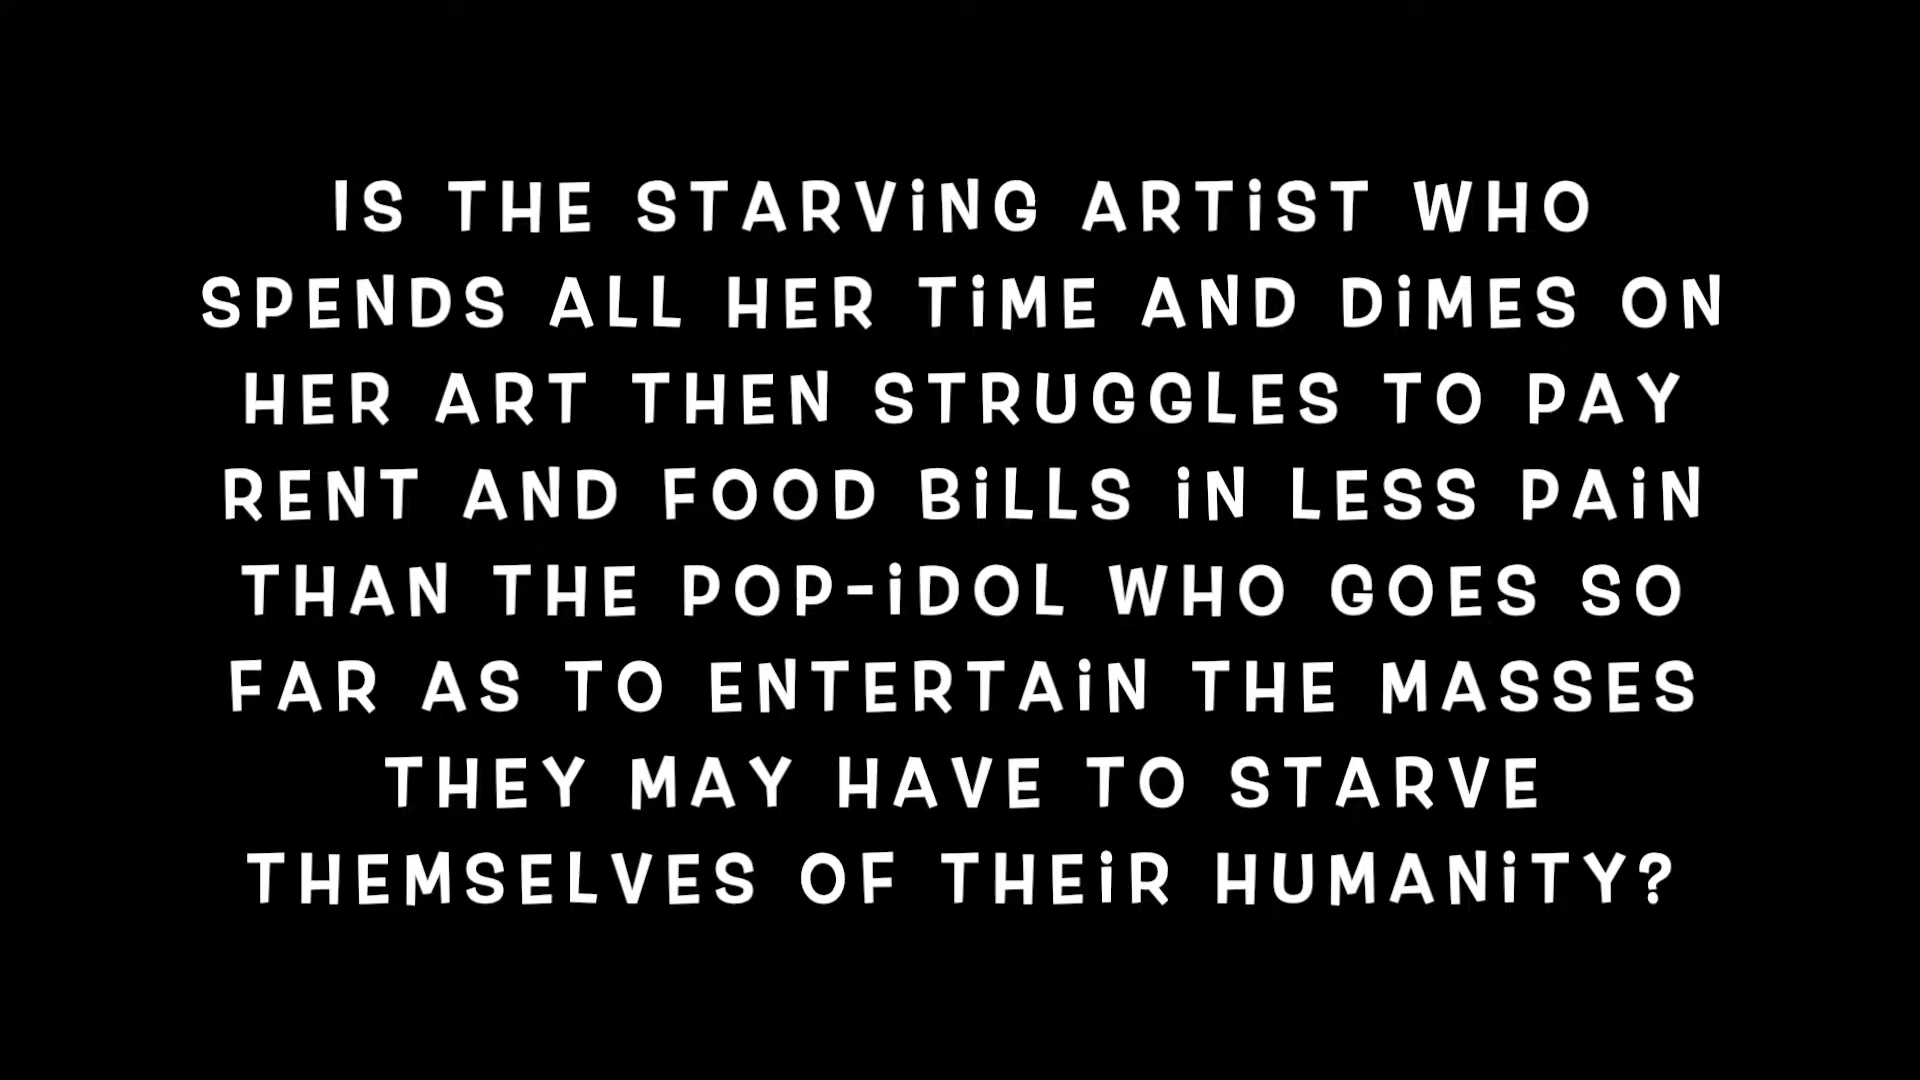 IS THE STARViNG ARTiST WHO
SPENDS ALL HER TiME AND DiMES ON
HER ART THEN STRUGGLES TO PAY
RENT AND FOOD BiLLS iN LESS PAiN
THAN THE POP-iDOL WHO GOES SO
FAR AS TO ENTERTAiN THE MASSES
THEY MAY HAVE TO STARVE
THEMSELVES OF THEiR HUMANiTY?